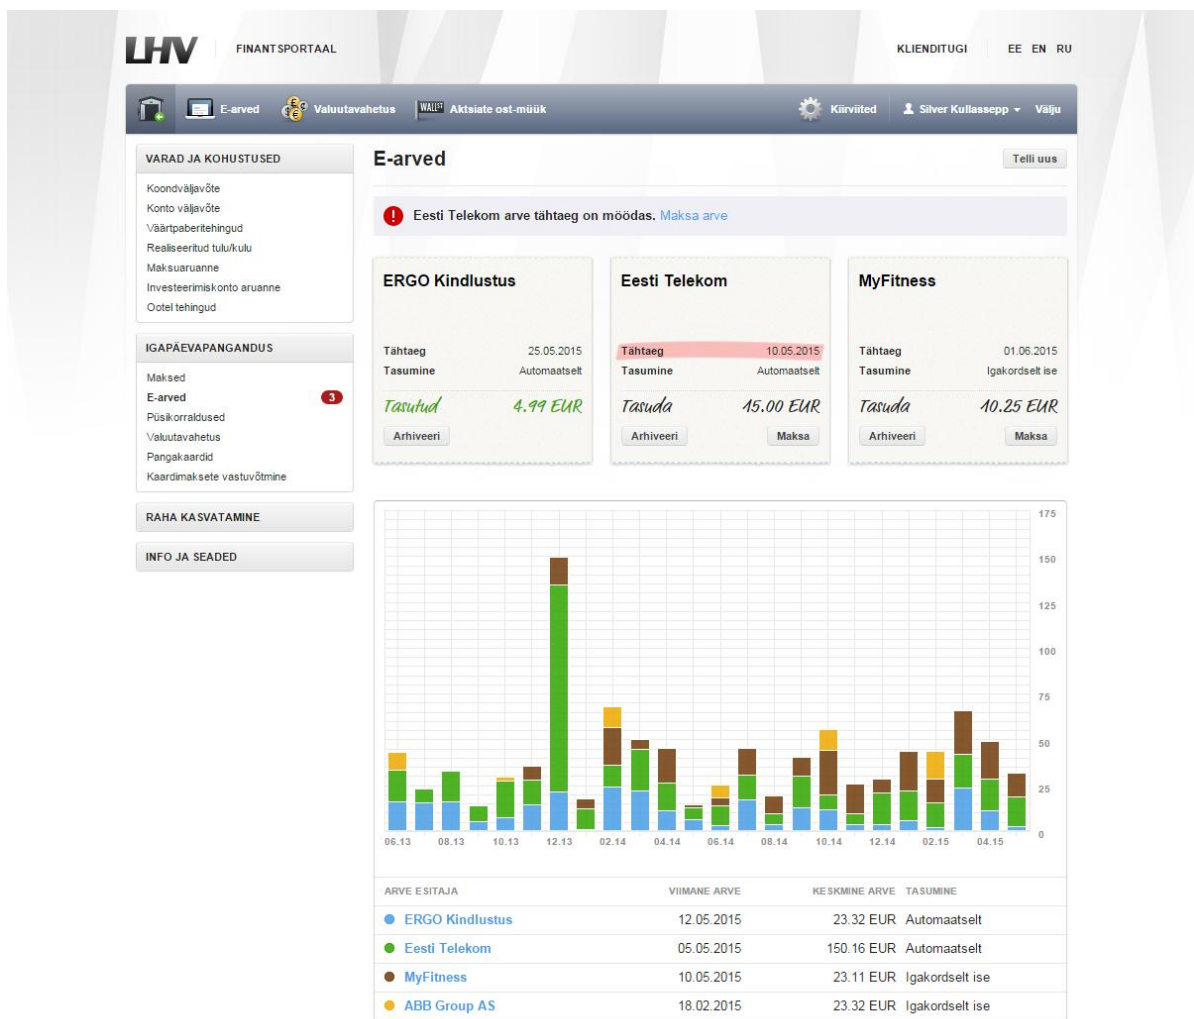 LHV FINANTSPORTAAL KLIENDITUGI EE EN RU
E-arved Valuutavahetus WALL ST Aktsiate ost-müük Kiirviited Silver Kullassepp Välju
VARAD JA KOHUSTUSED
Koondväljavõte
Konto väljavõte
Väärtpaberitehingud
Realiseeritud tulu/kulu
Maksuaruanne
Investeerimiskonto aruanne
Ootel tehingud
IGAPÄEVAPANGANDUS
Maksed
E-arved 3
Püsikorraldused
Valuutavahetus
Pangakaardid
Kaardimaksete vastuvõtmine
RAHA KASVATAMINE
INFO JA SEADED
E-arved Telli uus
! Eesti Telekom arve tähtaeg on möödas. Maksa arve
ERGO Kindlustus
Tähtaeg 25.05.2015
Tasumine Automaatselt
Tasutud 4.99 EUR
Arhiveeri
Eesti Telekom
Tähtaeg 10.05.2015
Tasumine Automaatselt
Tasuda 15.00 EUR
Arhiveeri Maksa
MyFitness
Tähtaeg 01.06.2015
Tasumine Igakordselt ise
Tasuda 10.25 EUR
Arhiveeri Maksa
175
150
125
100
75
50
25
0
06.13 08.13 10.13 12.13 02.14 04.14 06.14 08.14 10.14 12.14 02.15 04.15
ARVE ESITAJA VIIMANE ARVE KESKMINE ARVE TASUMINE
ERGO Kindlustus 12.05.2015 23.32 EUR Automaatselt
Eesti Telekom 05.05.2015 150.16 EUR Automaatselt
MyFitness 10.05.2015 23.11 EUR Igakordselt ise
ABB Group AS 18.02.2015 23.32 EUR Igakordselt ise